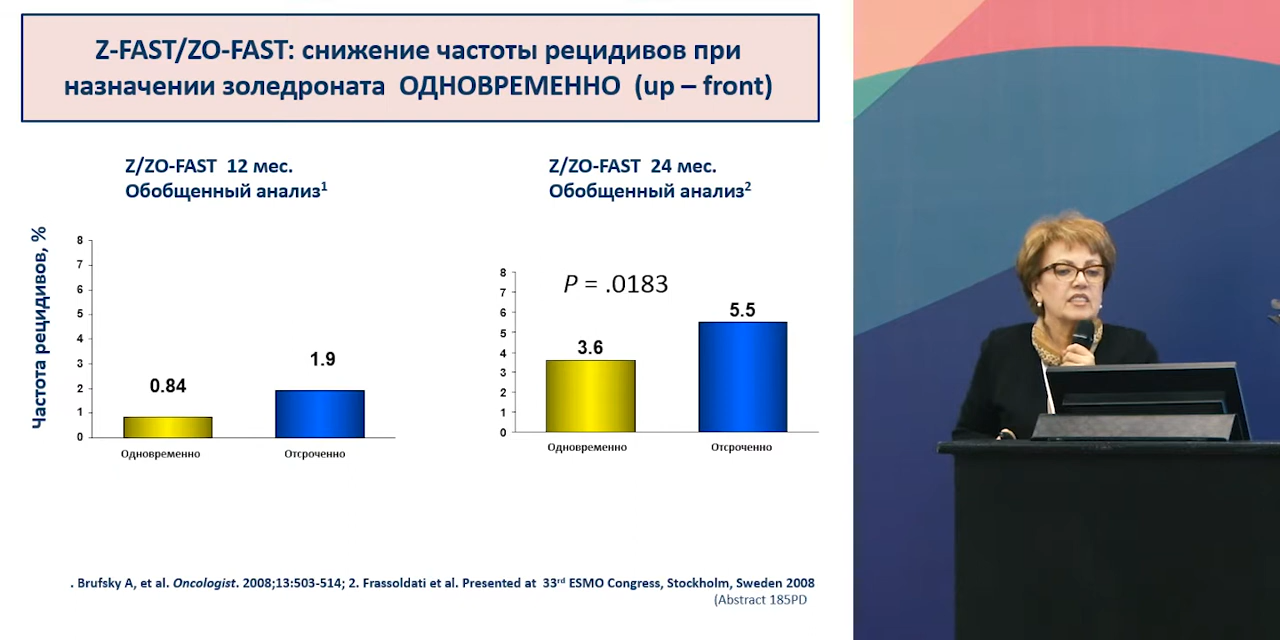 Z-FAST/ZO-FAST: снижение частоты рецидивов при
назначении золедроната ОДНОВРЕМЕННО (up – front)
Z/ZO-FAST 12 мес.
Обобщенный анализ1
Z/ZO-FAST 24 мес.
Обобщенный анализ2
Частота рецидивов, %
8
7
6
5
4
3
2
1
0
0.84
1.9
Одновременно
Отсроченно
8
7
6
5
4
3
2
1
0
P = .0183
3.6
5.5
Одновременно
Отсроченно
. Brufsky A, et al. Oncologist. 2008;13:503-514; 2. Frassoldati et al. Presented at 33rd ESMO Congress, Stockholm, Sweden 2008
(Abstract 185PD